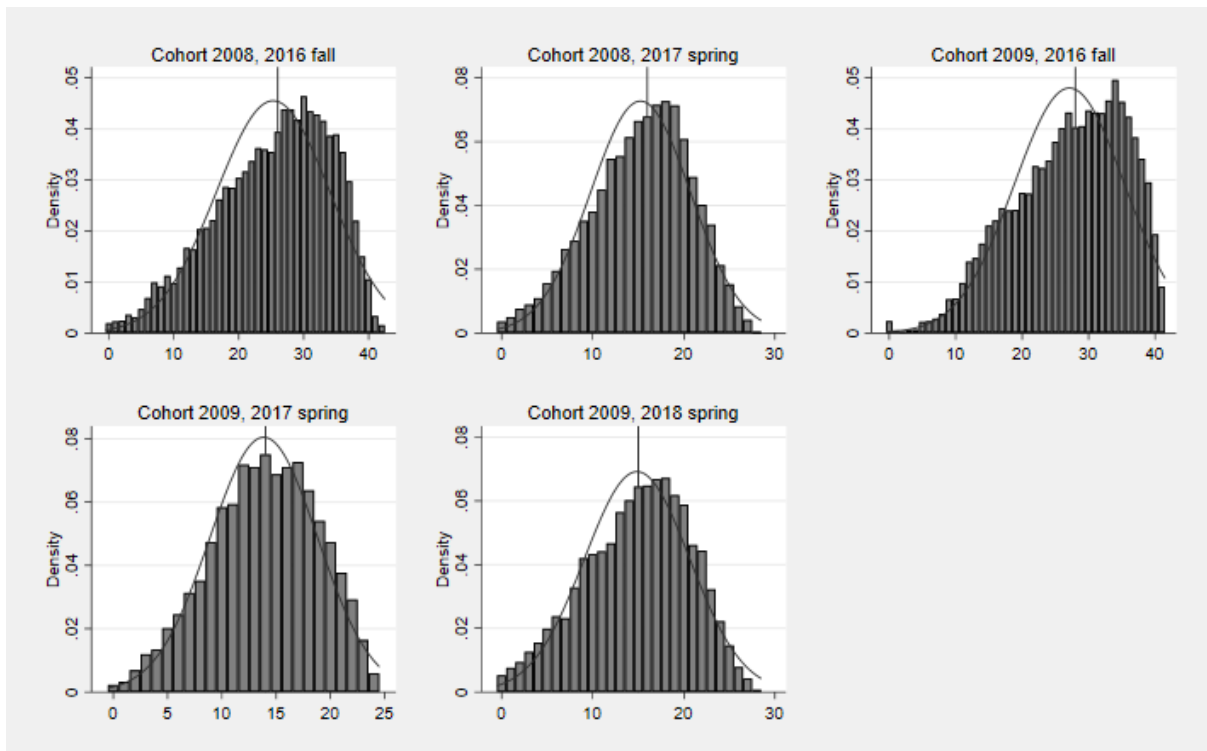 Cohort 2008, 2016 fall
Density
0 .01 .02 .03 .04 .05
0 10 20 30 40
Cohort 2008, 2017 spring
Density
0 .02 .04 .06 .08
0 10 20 30
Cohort 2009, 2016 fall
Density
0 .01 .02 .03 .04 .05
0 10 20 30 40
Cohort 2009, 2017 spring
Density
0 .02 .04 .06 .08
0 5 10 15 20 25
Cohort 2009, 2018 spring
Density
0 .02 .04 .06 .08
0 10 20 30